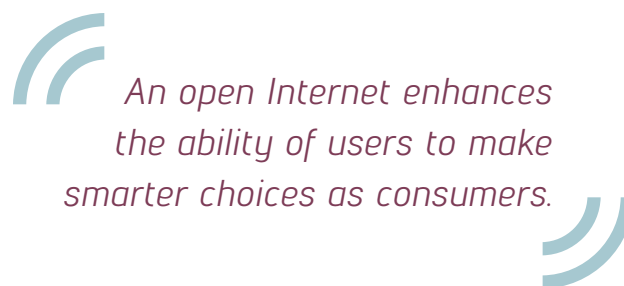 An open Internet enhances
the ability of users to make
smarter choices as consumers.